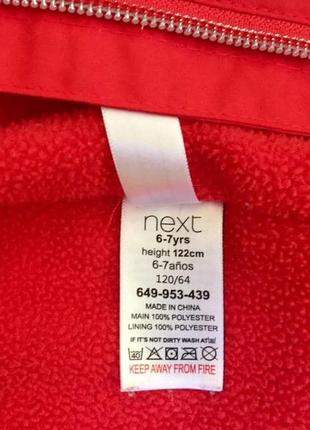 next
6-7yrs
height 122cm
6-7años
120/64
649-953-439
MADE IN CHINA
MAIN 100% POLYESTER
LINING 100% POLYESTER
IF IT'S NOT DIRTY WASH AT 30
40
KEEP AWAY FROM FIRE